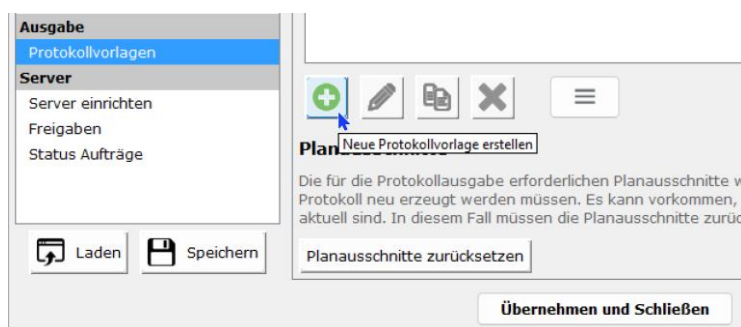 Ausgabe
Protokollvorlagen
Server
Server einrichten
Freigaben
Status Aufträge
Laden
Speichern
Neue Protokollvorlage erstellen
Die für die Protokollausgabe erforderlichen Planausschnitte
Protokoll neu erzeugt werden müssen. Es kann vorkommen,
aktuell sind. In diesem Fall müssen die Planausschnitte
Planausschnitte zurücksetzen
Übernehmen und Schließen